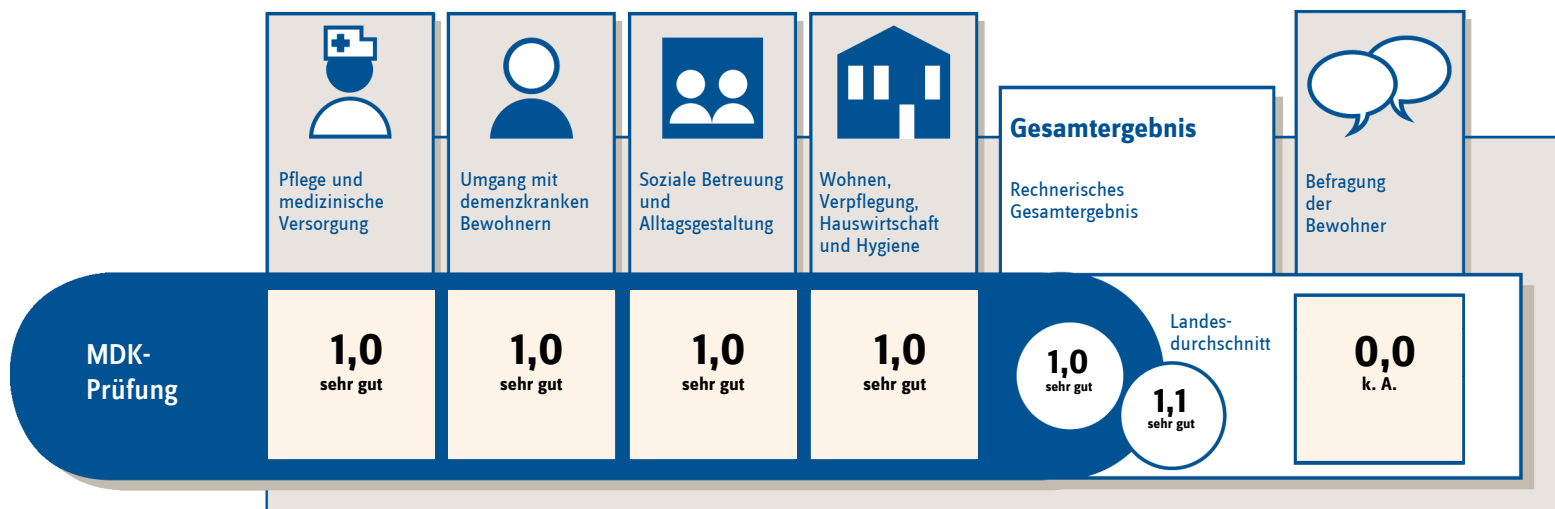 Pflege und
medizinische
Versorgung
Umgang mit
demenzkranken
Bewohnern
Soziale Betreuung
und
Alltagsgestaltung
Wohnen,
Verpflegung,
Hauswirtschaft
und Hygiene
Gesamtergebnis
Rechnerisches
Gesamtergebnis
Befragung
der
Bewohner
MDK-
Prüfung
1,0
sehr gut
1,0
sehr gut
1,0
sehr gut
1,0
sehr gut
1,0
sehr gut
Landes-
durchschnitt
1,1
sehr gut
0,0
k. A.